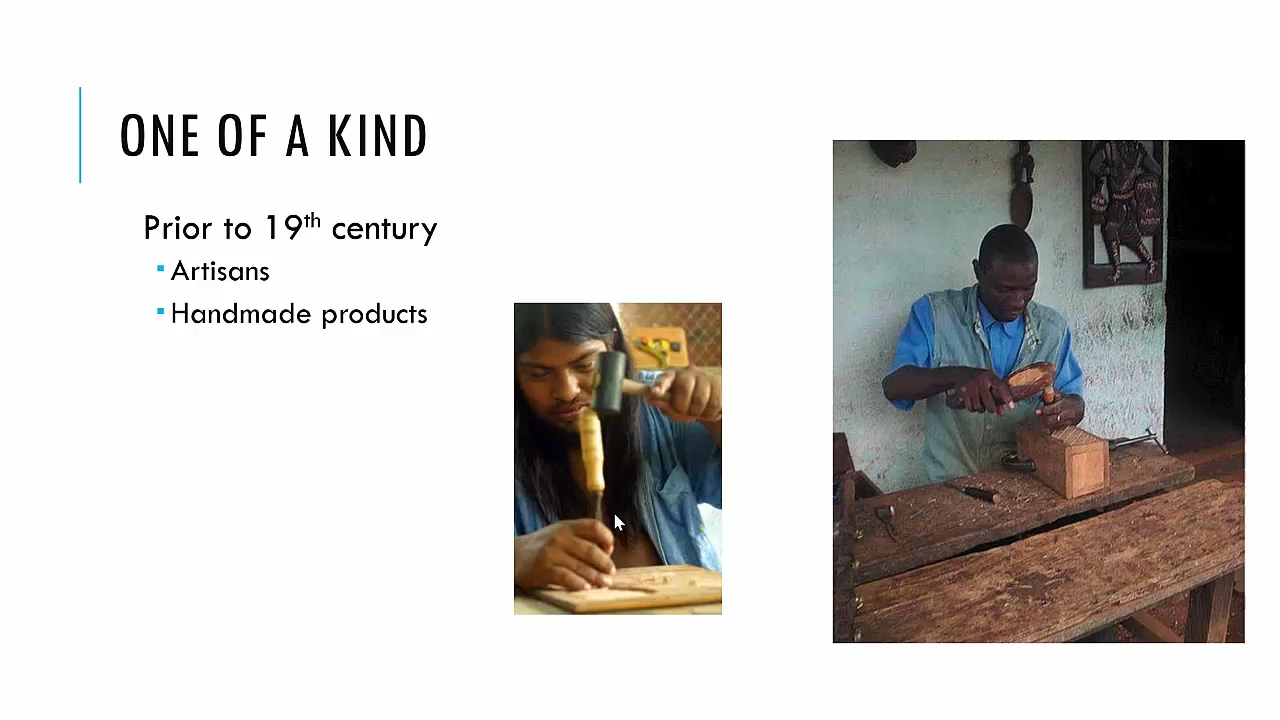 ONE OF A KIND
Prior to 19th century
▪ Artisans
▪ Handmade products